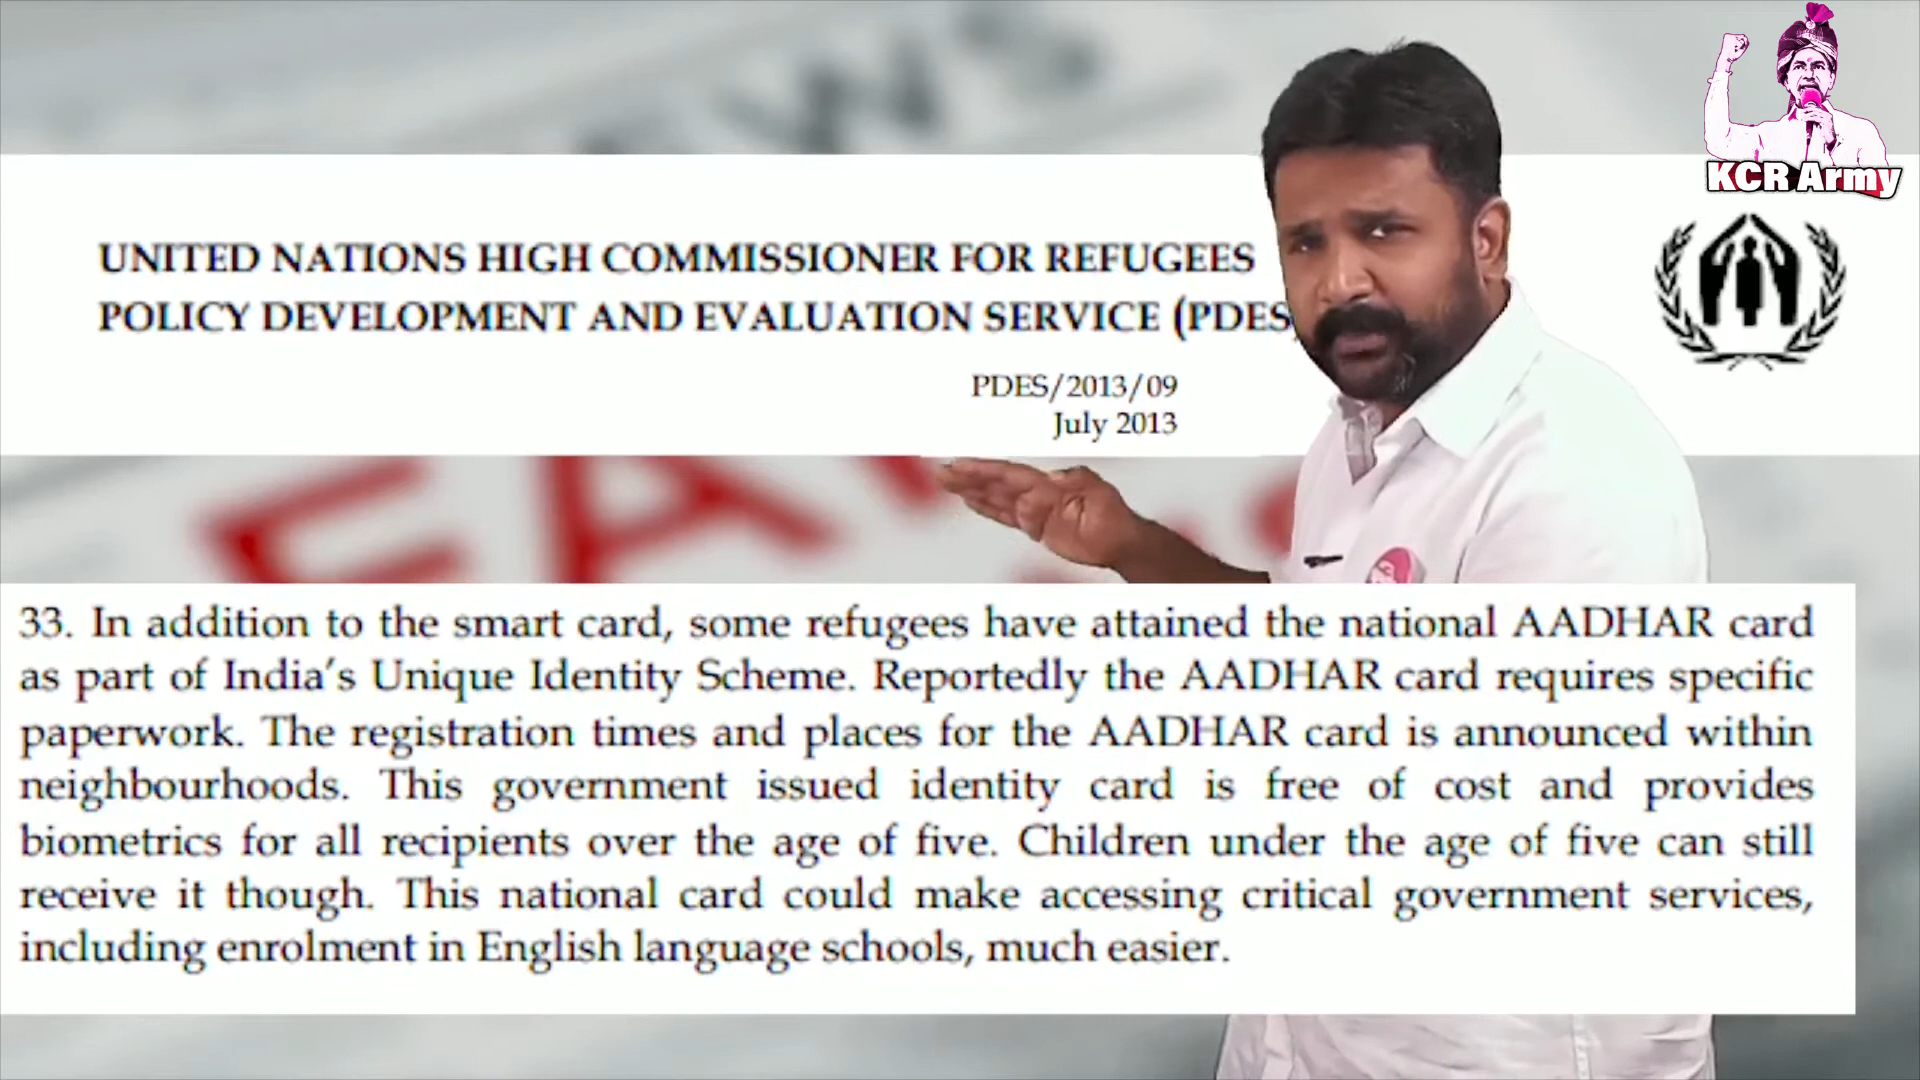 KCR Army
UNITED NATIONS HIGH COMMISSIONER FOR REFUGEES
POLICY DEVELOPMENT AND EVALUATION SERVICE (PDES
PDES/2013/09
July 2013
33. In addition to the smart card, some refugees have attained the national AADHAR card
as part of India's Unique Identity Scheme. Reportedly the AADHAR card requires specific
paperwork. The registration times and places for the AADHAR card is announced within
neighbourhoods. This government issued identity card is free of cost and provides
biometrics for all recipients over the age of five. Children under the age of five can still
receive it though. This national card could make accessing critical government services,
including enrolment in English language schools, much easier.